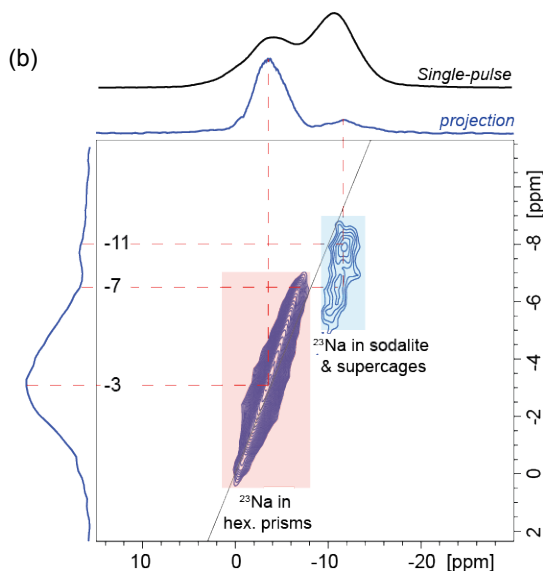 (b)
Single-pulse
projection
[ppm]
-11
-8
-7
-6
²³Na in sodalite
& supercages
-4
-3
-2
0
²³Na in
hex. prisms
2
10
0
-10
-20
[ppm]